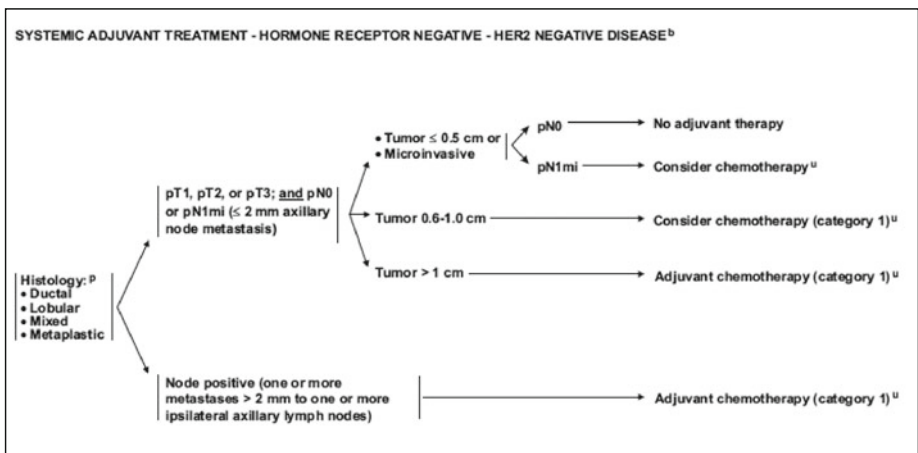 SYSTEMIC ADJUVANT TREATMENT - HORMONE RECEPTOR NEGATIVE - HER2 NEGATIVE DISEASEᵇ
• Tumor ≤ 0.5 cm or
• Microinvasive
pN0
No adjuvant therapy
pN1mi
Consider chemotherapyᵘ
pT1, pT2, or pT3; and pN0
or pN1mi (≤ 2 mm axillary
node metastasis)
Tumor 0.6-1.0 cm
Consider chemotherapy (category 1)ᵘ
Tumor > 1 cm
Adjuvant chemotherapy (category 1)ᵘ
Histology:ᵖ
• Ductal
• Lobular
• Mixed
• Metaplastic
Node positive (one or more
metastases > 2 mm to one or more
ipsilateral axillary lymph nodes)
Adjuvant chemotherapy (category 1)ᵘ